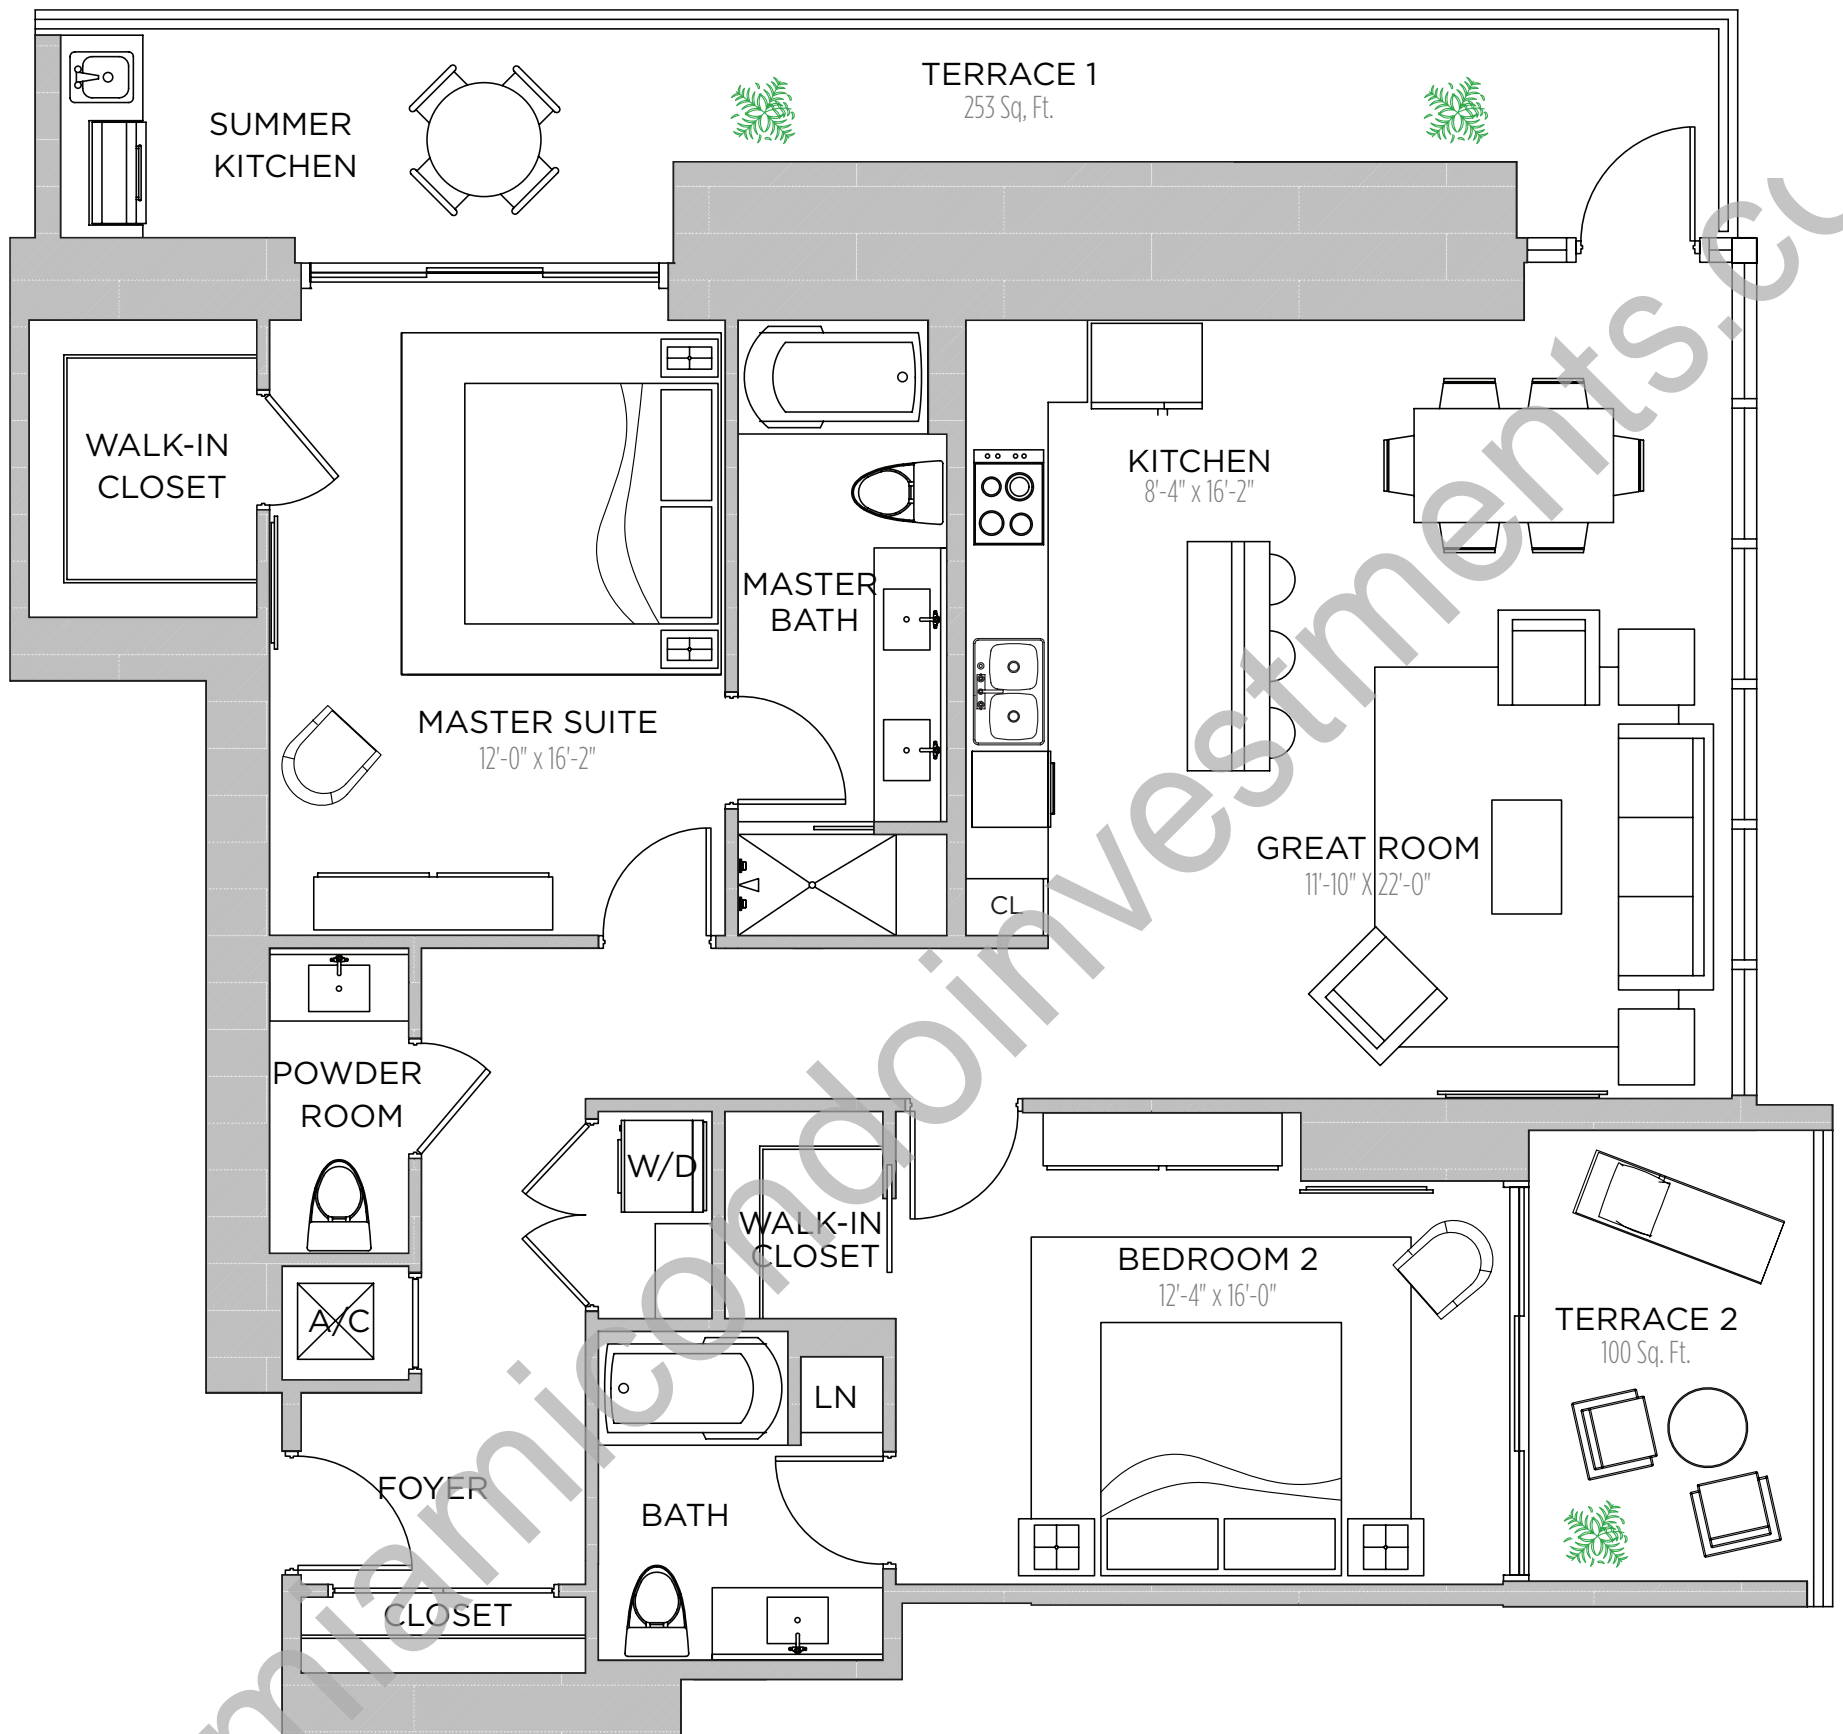 TERRACE 1
253 Sq, Ft.
SUMMER
KITCHEN
WALK-IN
CLOSET
KITCHEN
8'-4" x 16'-2"
MASTER
BATH
MASTER SUITE
12'-0" x 16'-2"
GREAT ROOM
11'-10" X 22'-0"
CL
POWDER
ROOM
W/D
WALK-IN
CLOSET
BEDROOM 2
12'-4" x 16'-0"
A/C
TERRACE 2
100 Sq. Ft.
LN
FOYER
BATH
CLOSET
miamicondoinvestments.co